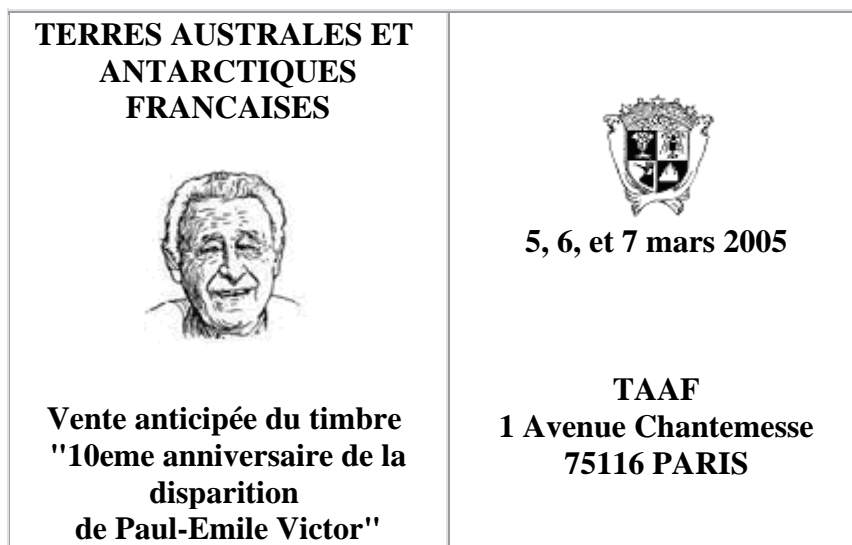 TERRES AUSTRALES ET
ANTARCTIQUES
FRANCAISES
Vente anticipée du timbre
"10eme anniversaire de la
disparition
de Paul-Emile Victor"
5, 6, et 7 mars 2005
TAAF
1 Avenue Chantemesse
75116 PARIS